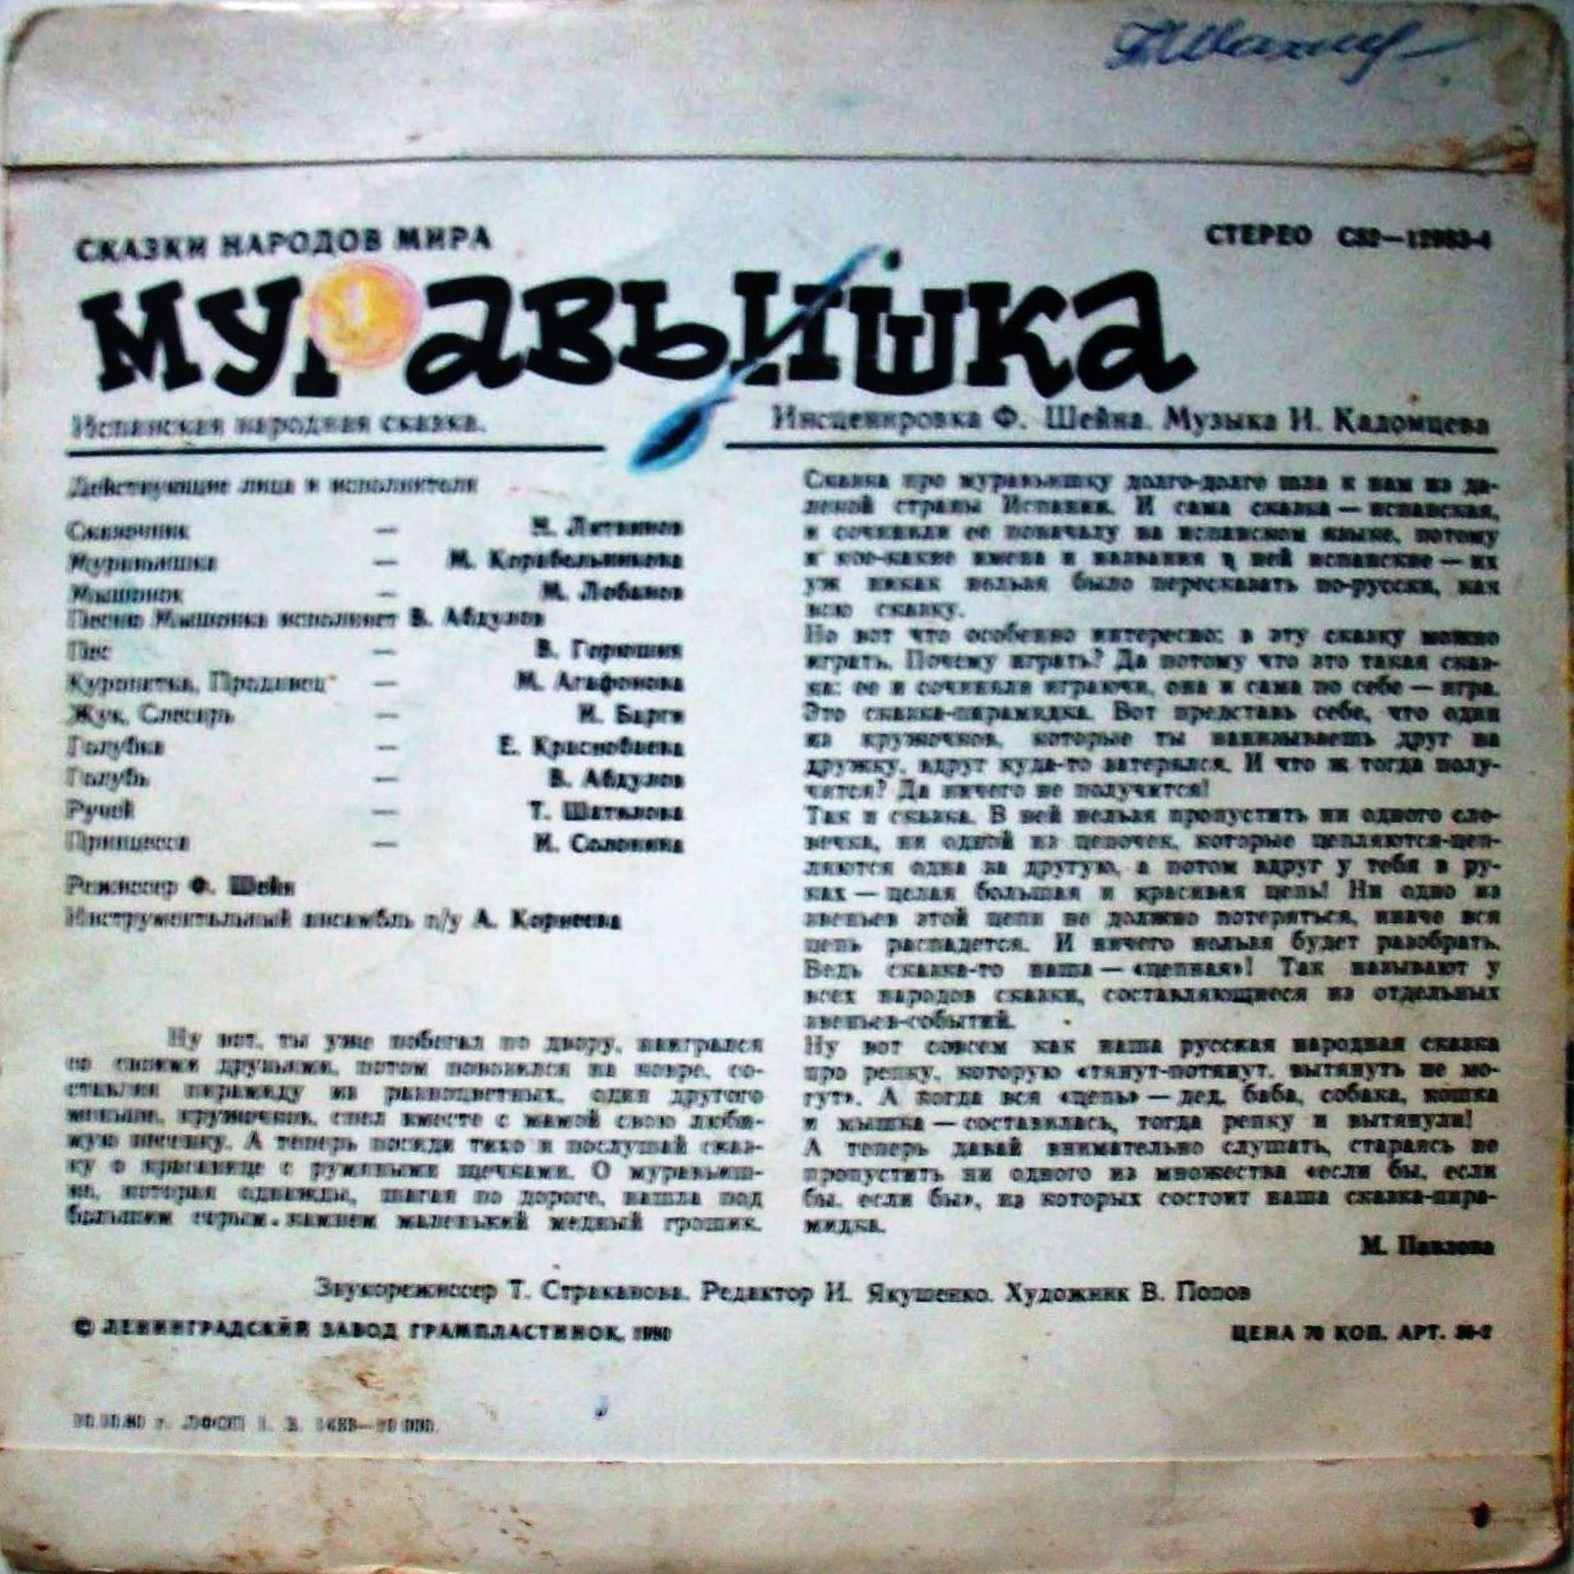 СКАЗКИ НАРОДОВ МИРА
СТЕРЕО С52—12983-4
МУРАВЬИШКА
Испанская народная сказка.
Инсценировка Ф. Шейна. Музыка И. Кадомцева
Действующие лица и исполнители
Сказочник — Н. Литвинов
Муравьишка — М. Корабельникова
Мышонок — М. Лобанов
Песню Мышонка исполняет В. Абдулов
Пес — В. Горюшин
Куропатка, Продавец — М. Агафонова
Жук, Слесарь — И. Барги
Голубка — Е. Краснобаева
Голубь — В. Абдулов
Ручей — Т. Шатилова
Принцесса — И. Солонина
Режиссер Ф. Шейн
Инструментальный ансамбль п/у А. Корнеева
Ну вот, ты уже побегал по двору, наигрался
со своими друзьями, потом повозился на ковре, со-
ставляя пирамиду из разноцветных, один другого
меньше, кружочков, спел вместе с мамой свою люби-
мую песенку. А теперь посиди тихо и послушай сказ-
ку о красавице с румяными щечками. О муравьиш-
ке, которая однажды, шагая по дороге, нашла под
большим серым камнем маленький медный грошик.
Сказка про муравьишку долго-долго шла к нам из да-
лекой страны Испании. И сама сказка — испанская,
и сочинили ее поначалу на испанском языке, потому
и кое-какие имена и названия в ней испанские — их
уж никак нельзя было пересказать по-русски, как
всю сказку.
Но вот что особенно интересно: в эту сказку можно
играть. Почему играть? Да потому что это такая сказ-
ка: ее и сочиняли играючи, она и сама по себе — игра.
Это сказка-пирамидка. Вот представь себе, что один
из кружочков, которые ты нанизываешь друг на
дружку, вдруг куда-то затерялся. И что ж тогда полу-
чится? Да ничего не получится!
Так и сказка. В ней нельзя пропустить ни одного сло-
вечка, ни одной из цепочек, которые цепляются-цеп-
ляются одна за другую, а потом вдруг у тебя в ру-
ках — целая большая и красивая цепь! Ни одно из
звеньев этой цепи не должно потеряться, иначе вся
цепь распадется. И ничего нельзя будет разобрать.
Ведь сказка-то наша — «цепная»! Так называют у
всех народов сказки, составляющиеся из отдельных
звеньев-событий.
Ну вот совсем как наша русская народная сказка
про репку, которую «тянут-потянут, вытянуть не мо-
гут». А когда вся «цепь» — дед, баба, собака, кошка
и мышка — составилась, тогда репку и вытянули!
А теперь давай внимательно слушать, стараясь не
пропустить ни одного из множества «если бы, если
бы, если бы», из которых состоит наша сказка-пира-
мидка.
М. Павлова
Звукорежиссер Т. Страканова. Редактор И. Якушенко. Художник В. Попов
© ЛЕНИНГРАДСКИЙ ЗАВОД ГРАМПЛАСТИНОК, 1980
ЦЕНА 70 КОП. АРТ.